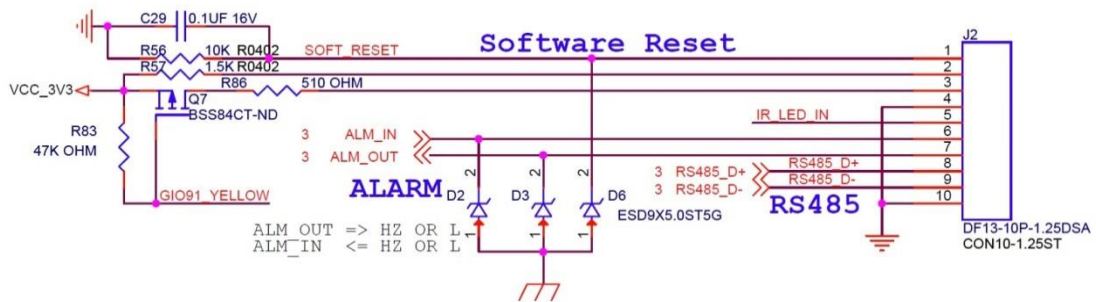 C29 0.1UF 16V
R56 10K R0402 SOFT_RESET Software Reset
R57 1.5K R0402
R86 510 OHM
VCC_3V3
Q7
BSS84CT-ND
R83
47K OHM
GIO91_YELLOW
3 ALM_IN
3 ALM_OUT
ALARM
ALM_OUT => HZ OR L
ALM_IN <= HZ OR L
2 2 2
D2 D3 D6
ESD9X5.0ST5G
1 1 1
IR_LED_IN
3 RS485_D+ RS485_D+
3 RS485_D- RS485_D-
RS485
J2
1
2
3
4
5
6
7
8
9
10
DF13-10P-1.25DSA
CON10-1.25ST